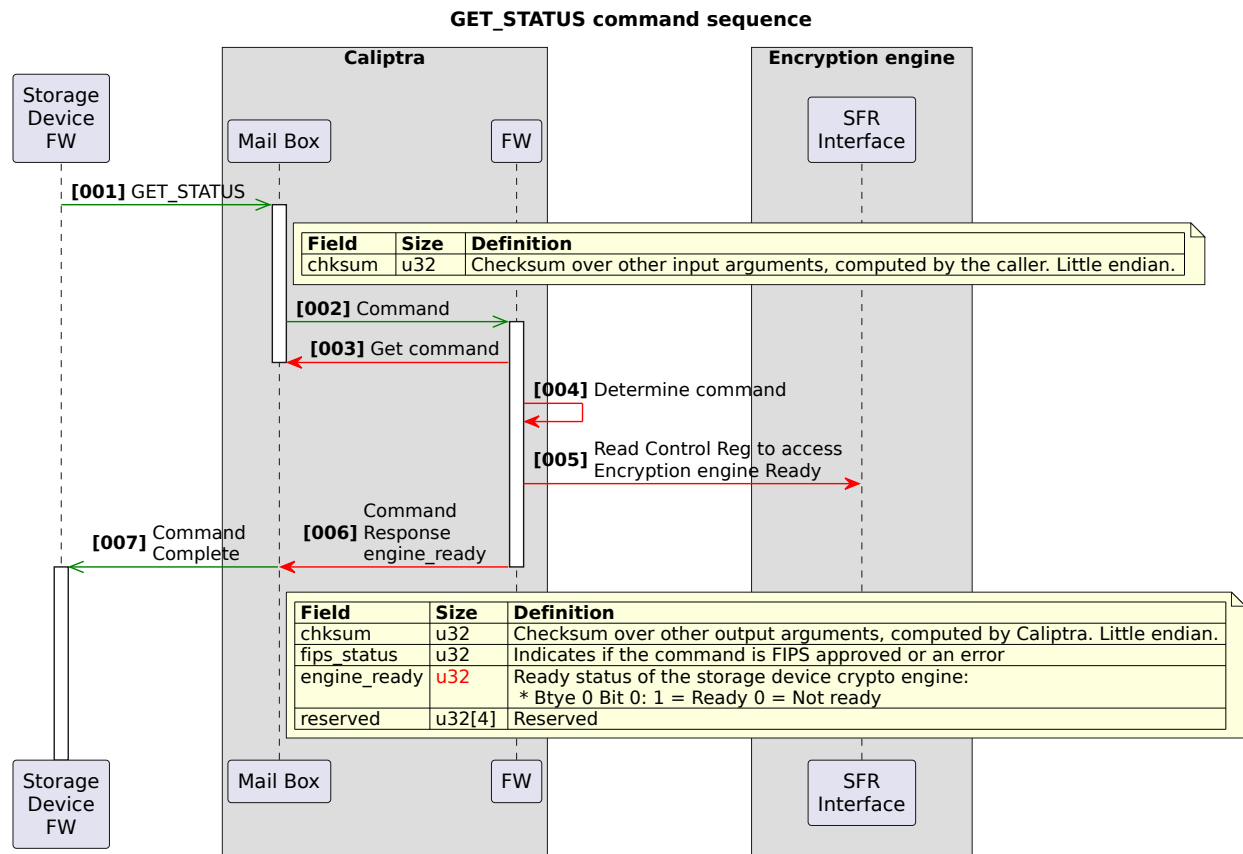 GET_STATUS command sequence
Caliptra
Encryption engine
Storage
Device
FW
Mail Box
FW
SFR
Interface
[001] GET_STATUS
Field Size Definition
chksum u32 Checksum over other input arguments, computed by the caller. Little endian.
[002] Command
[003] Get command
[004] Determine command
[005] Read Control Reg to access
Encryption engine Ready
[006] Command
Response
engine_ready
[007] Command
Complete
Field Size Definition
chksum u32 Checksum over other output arguments, computed by Caliptra. Little endian.
fips_status u32 Indicates if the command is FIPS approved or an error
engine_ready u32 Ready status of the storage device crypto engine:
* Btye 0 Bit 0: 1 = Ready 0 = Not ready
reserved u32[4] Reserved
Storage
Device
FW
Mail Box
FW
SFR
Interface